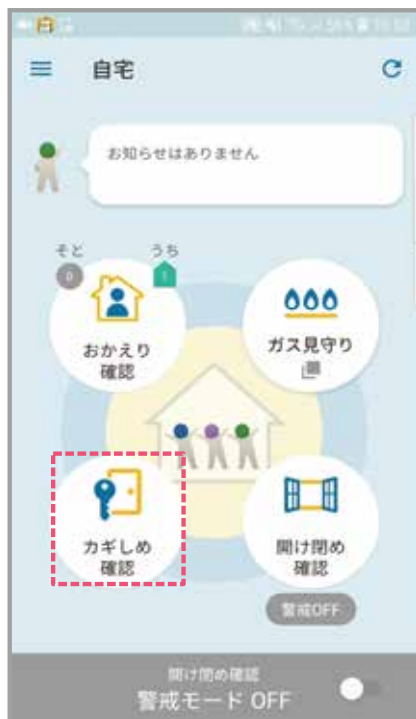 自宅
お知らせはありません
そと
うち
0
1
おかえり
確認
ガス見守り
カギしめ
確認
開け閉め
確認
警戒OFF
開け閉め確認
警戒モード OFF